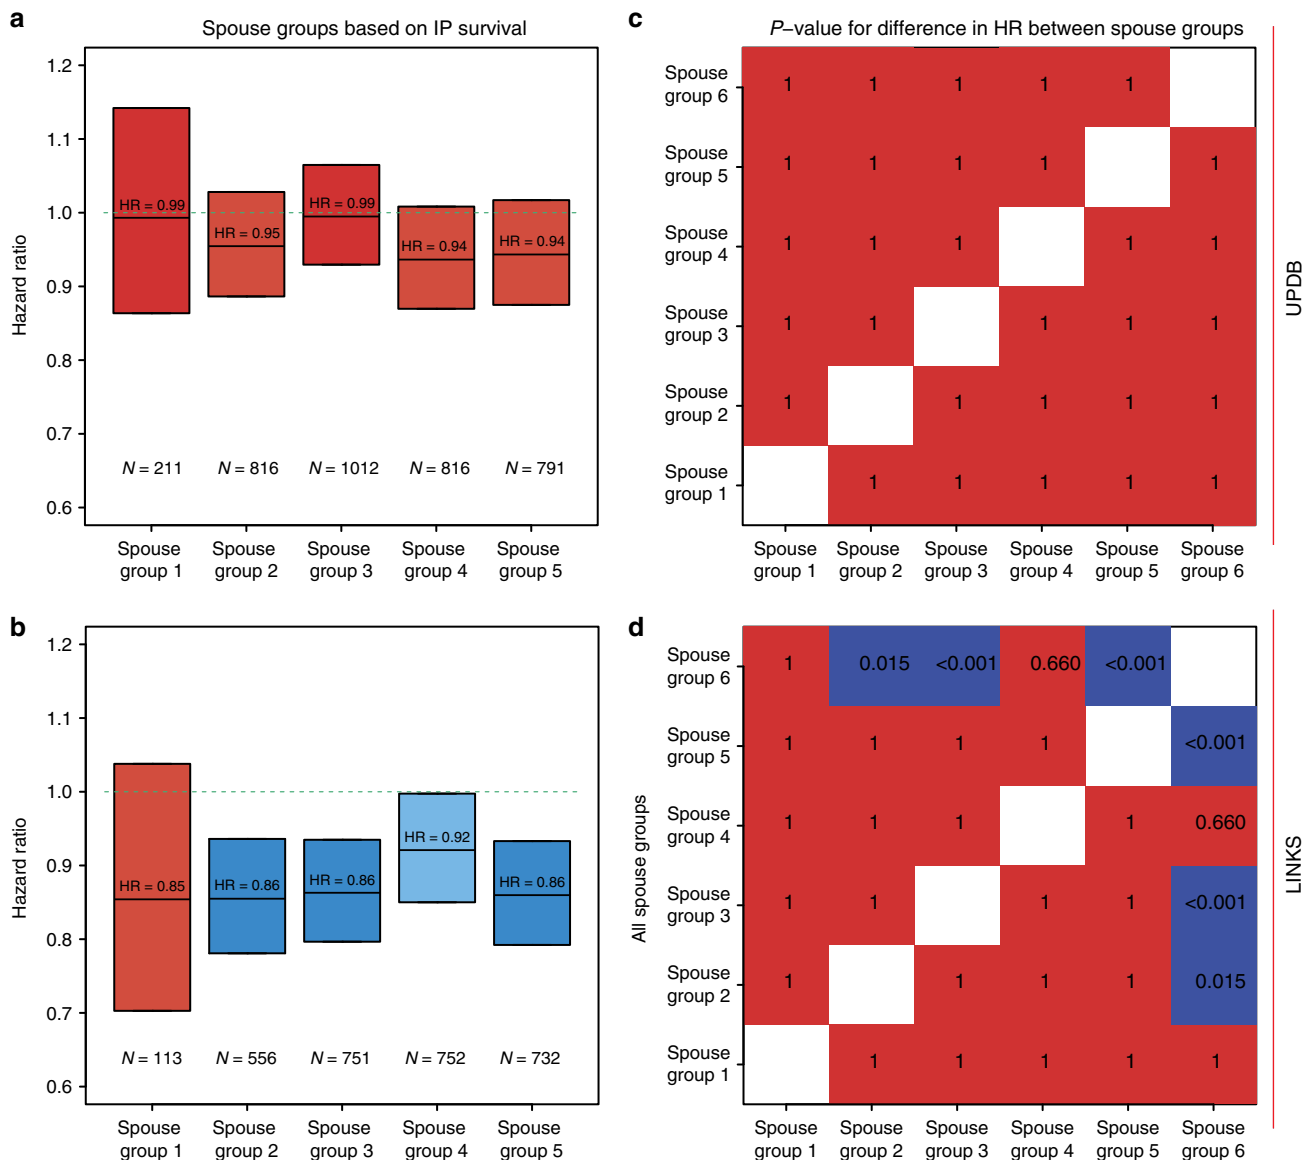 a
Spouse groups based on IP survival
1.2
1.1
1.0
0.9
0.8
0.7
0.6
Hazard ratio
HR = 0.99
HR = 0.95
HR = 0.99
HR = 0.94
HR = 0.94
N = 211
N = 816
N = 1012
N = 816
N = 791
Spouse group 1
Spouse group 2
Spouse group 3
Spouse group 4
Spouse group 5
c
P–value for difference in HR between spouse groups
Spouse group 6
1 1 1 1 1
Spouse group 5
1 1 1 1 1
Spouse group 4
1 1 1 1 1
Spouse group 3
1 1 1 1 1
Spouse group 2
1 1 1 1 1
Spouse group 1
1 1 1 1 1
Spouse group 1
Spouse group 2
Spouse group 3
Spouse group 4
Spouse group 5
Spouse group 6
UPDB
b
1.2
1.1
1.0
0.9
0.8
0.7
0.6
Hazard ratio
HR = 0.85
HR = 0.86
HR = 0.86
HR = 0.92
HR = 0.86
N = 113
N = 556
N = 751
N = 752
N = 732
Spouse group 1
Spouse group 2
Spouse group 3
Spouse group 4
Spouse group 5
d
All spouse groups
Spouse group 6
1 0.015 <0.001 0.660 <0.001
Spouse group 5
1 1 1 1 <0.001
Spouse group 4
1 1 1 1 0.660
Spouse group 3
1 1 1 1 <0.001
Spouse group 2
1 1 1 1 0.015
Spouse group 1
1 1 1 1 1
Spouse group 1
Spouse group 2
Spouse group 3
Spouse group 4
Spouse group 5
Spouse group 6
LINKS